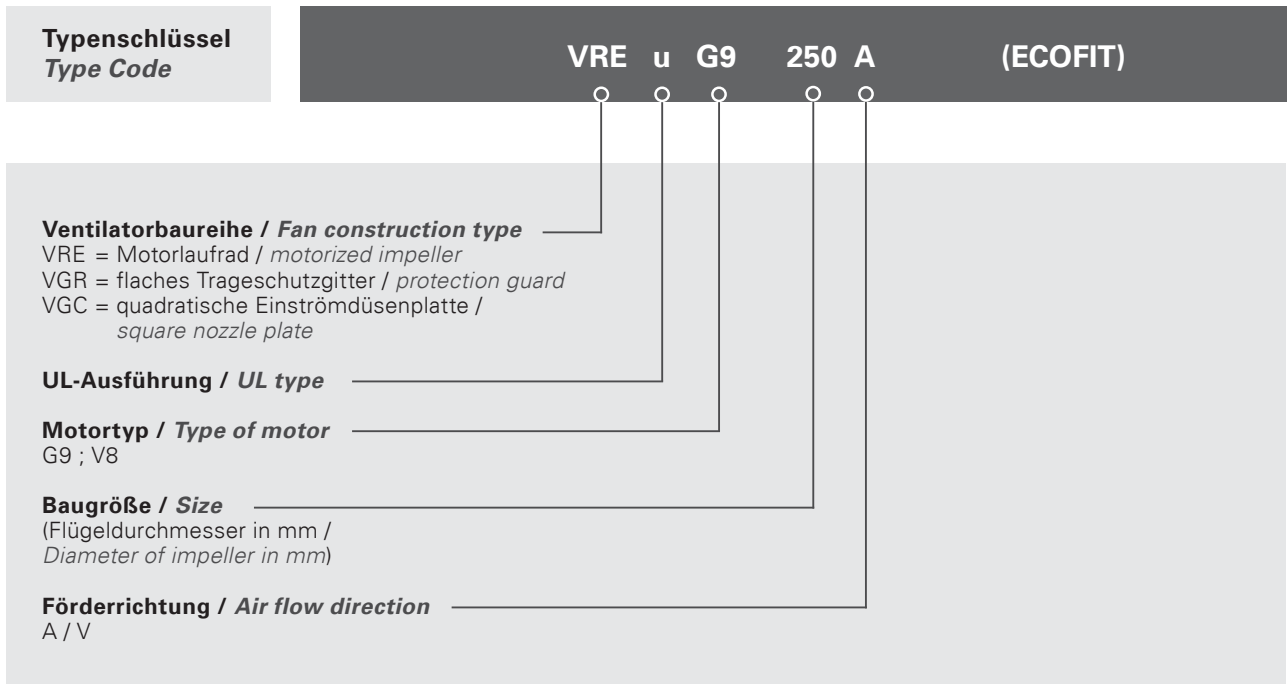 Typenschlüssel
Type Code
VRE u G9 250 A (ECOFIT)
Ventilatorbaureihe / Fan construction type
VRE = Motorlaufrad / motorized impeller
VGR = flaches Trageschutzgitter / protection guard
VGC = quadratische Einströmdüsenplatte /
square nozzle plate
UL-Ausführung / UL type
Motortyp / Type of motor
G9 ; V8
Baugröße / Size
(Flügeldurchmesser in mm /
Diameter of impeller in mm)
Förderrichtung / Air flow direction
A / V